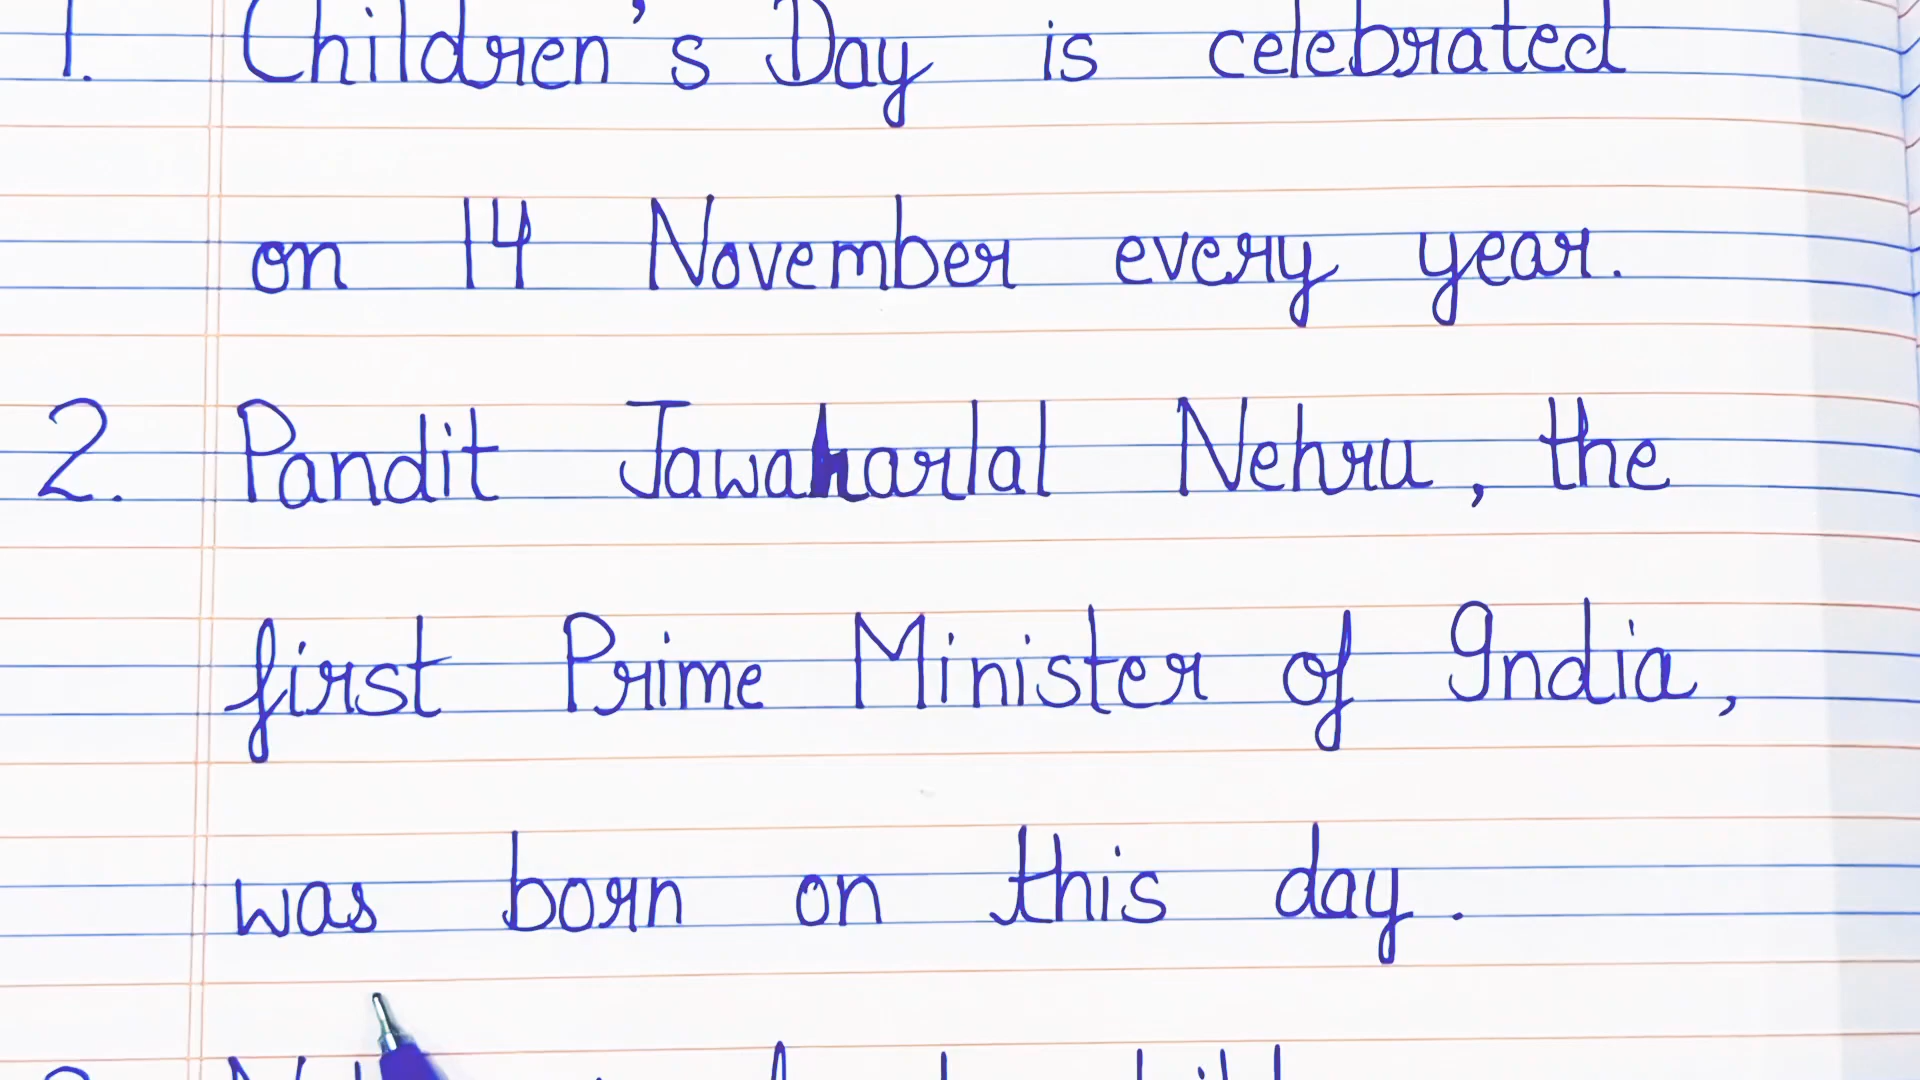 1. Children's Day is celebrated
on 14 November every year.
2. Pandit Jawaharlal Nehru, the
first Prime Minister of India,
was born on this day.